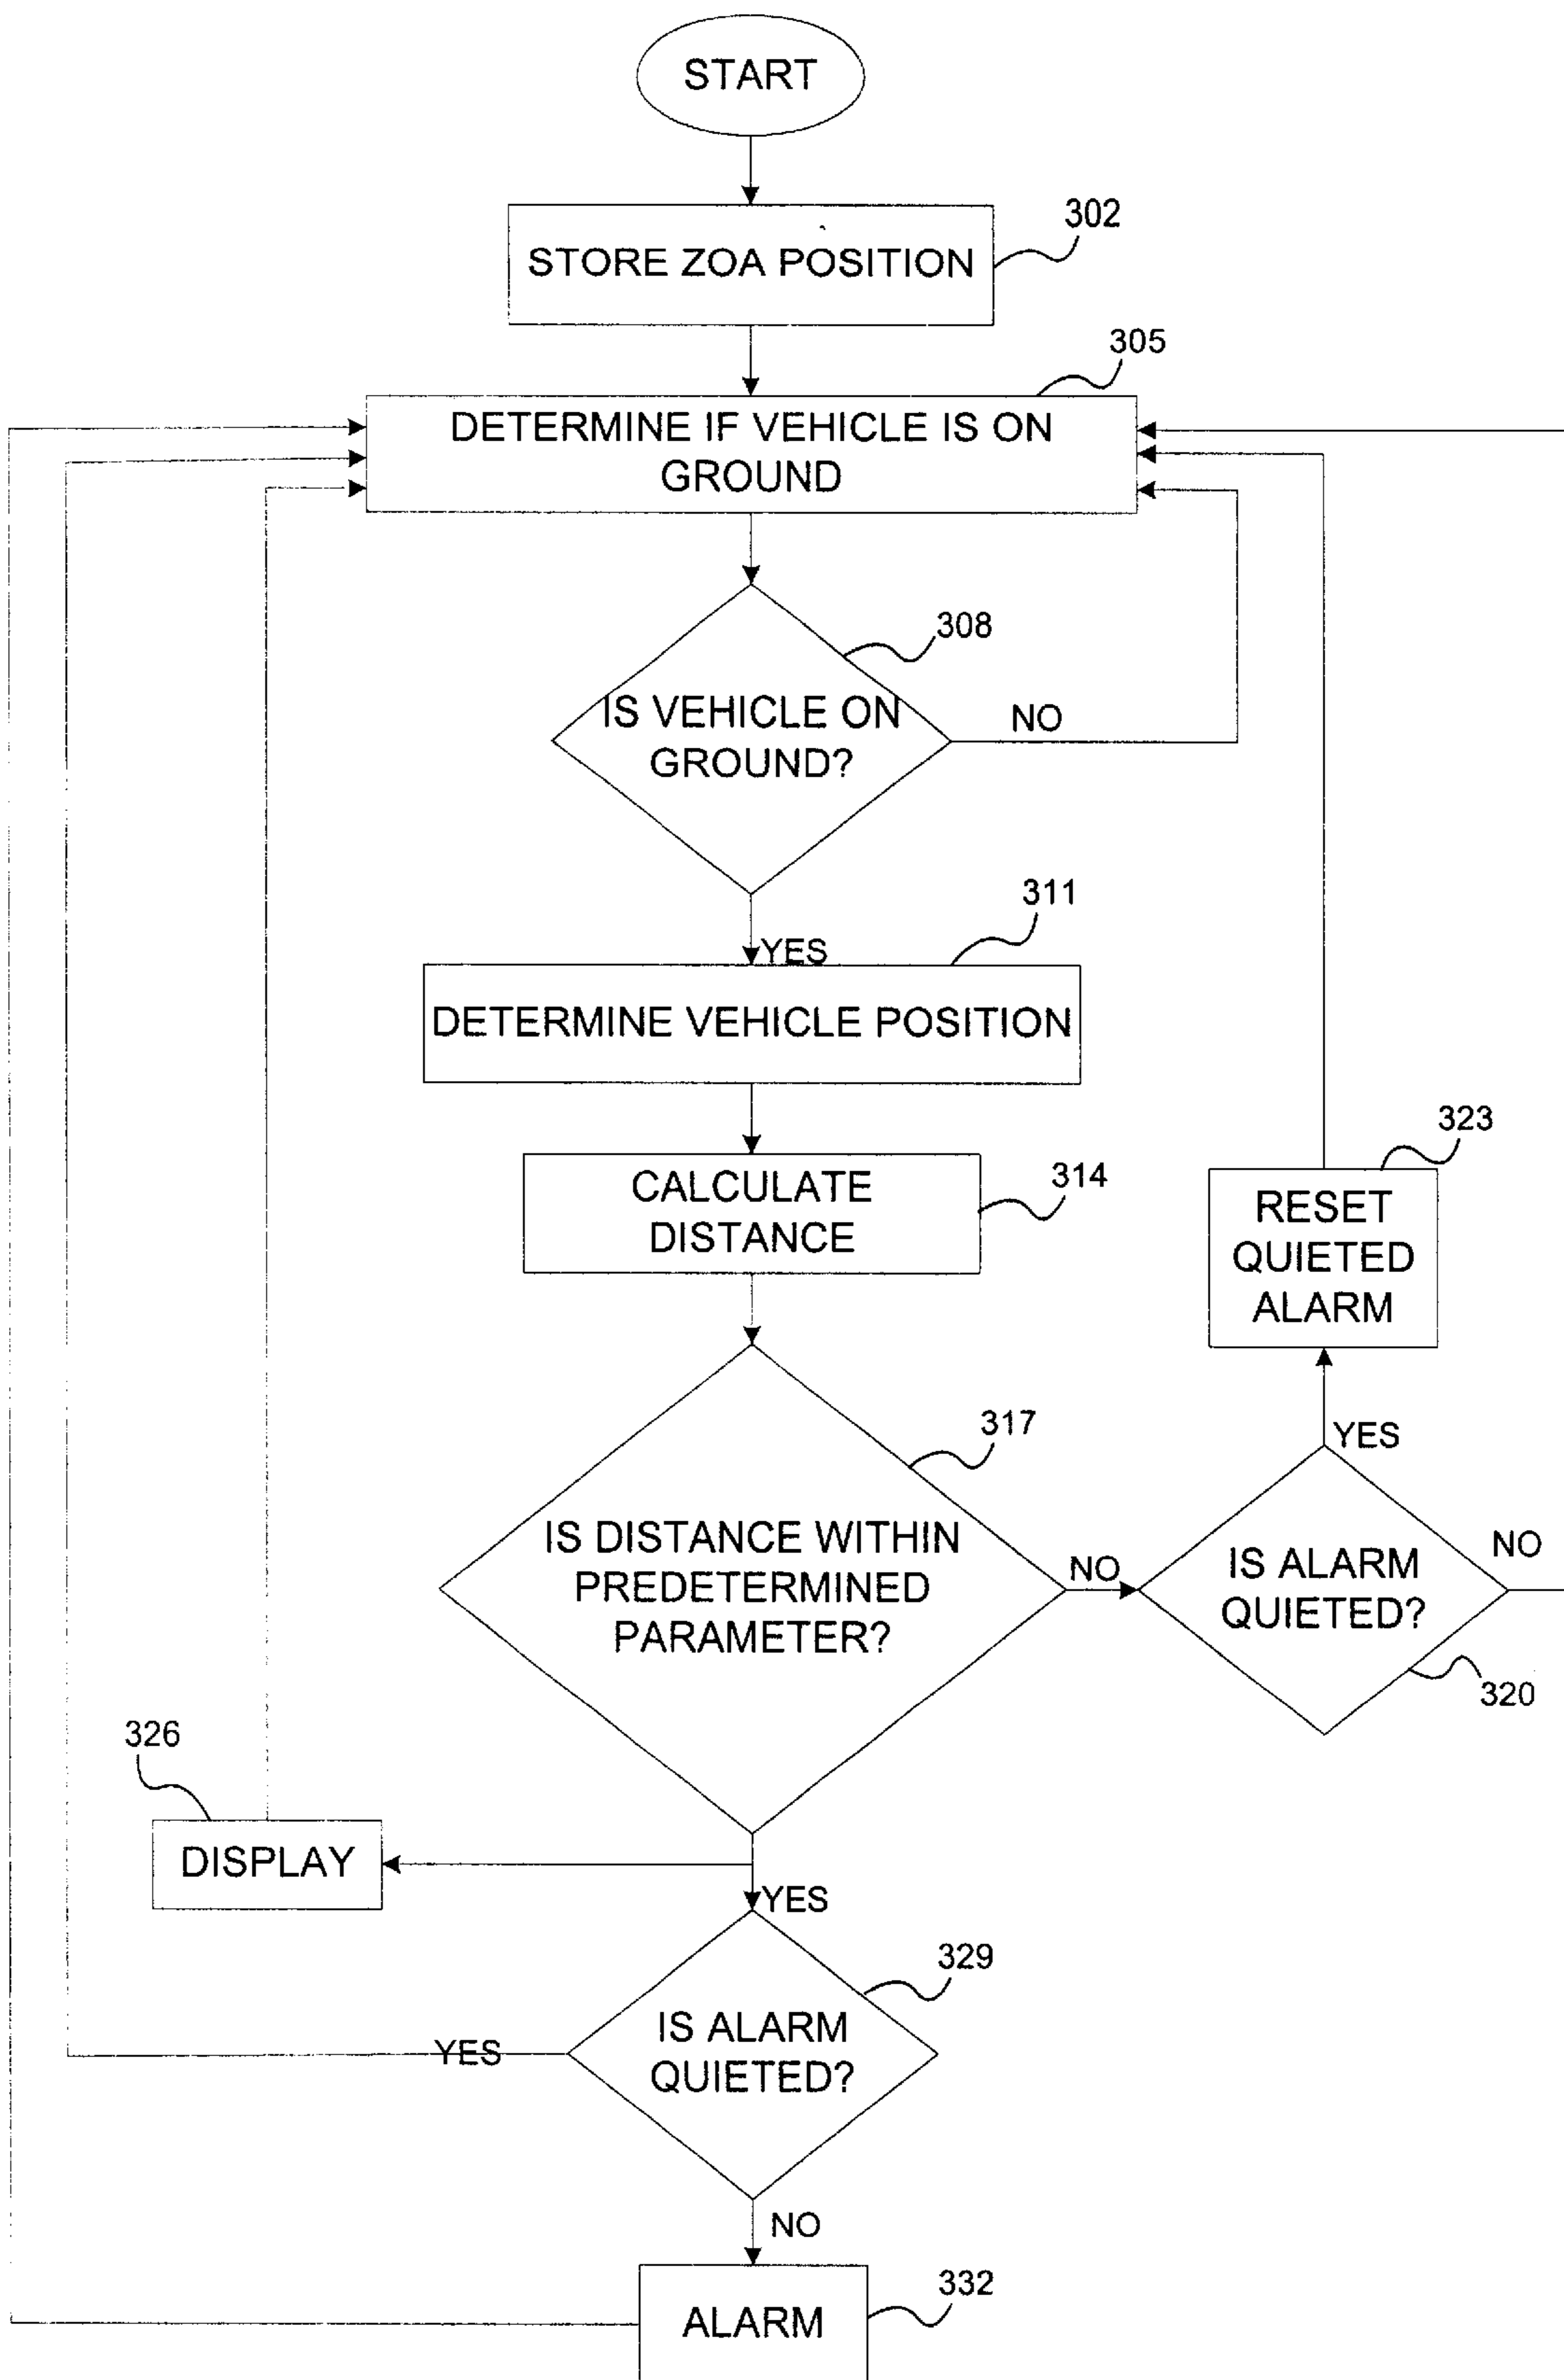 START
302
STORE ZOA POSITION
305
DETERMINE IF VEHICLE IS ON
GROUND
308
IS VEHICLE ON
GROUND?
NO
YES
311
DETERMINE VEHICLE POSITION
314
CALCULATE
DISTANCE
323
RESET
QUIETED
ALARM
317
IS DISTANCE WITHIN
PREDETERMINED
PARAMETER?
NO
YES
IS ALARM
QUIETED?
NO
320
326
DISPLAY
YES
329
IS ALARM
QUIETED?
YES
NO
332
ALARM